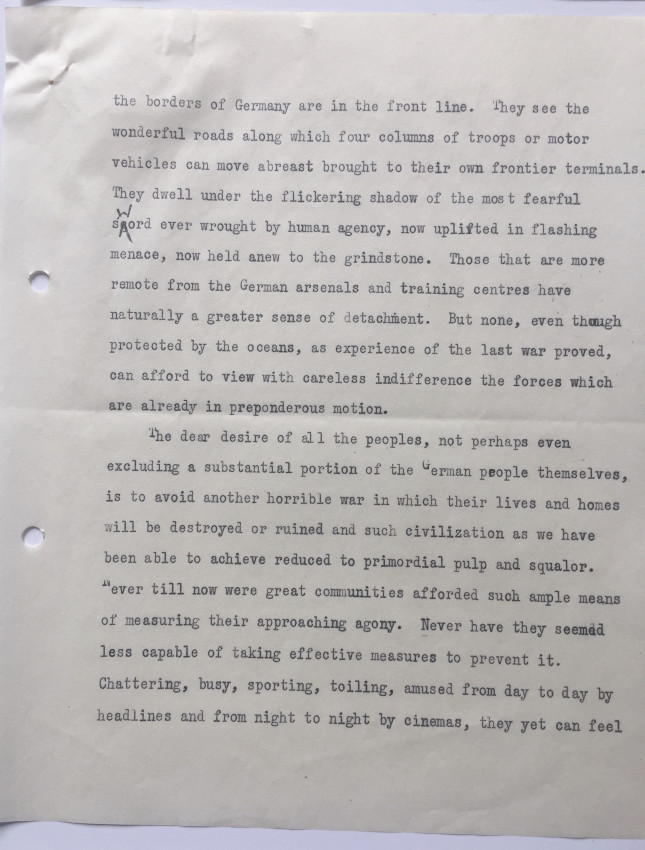 the borders of Germany are in the front line.  They see the
wonderful roads along which four columns of troops or motor
vehicles can move abreast brought to their own frontier terminals.
They dwell under the flickering shadow of the most fearful
sword ever wrought by human agency, now uplifted in flashing
menace, now held anew to the grindstone.  Those that are more
remote from the German arsenals and training centres have
naturally a greater sense of detachment.  But none, even though
protected by the oceans, as experience of the last war proved,
can afford to view with careless indifference the forces which
are already in preponderous motion.
The dear desire of all the peoples, not perhaps even
excluding a substantial portion of the German people themselves,
is to avoid another horrible war in which their lives and homes
will be destroyed or ruined and such civilization as we have
been able to achieve reduced to primordial pulp and squalor.
Never till now were great communities afforded such ample means
of measuring their approaching agony.  Never have they seemed
less capable of taking effective measures to prevent it.
Chattering, busy, sporting, toiling, amused from day to day by
headlines and from night to night by cinemas, they yet can feel